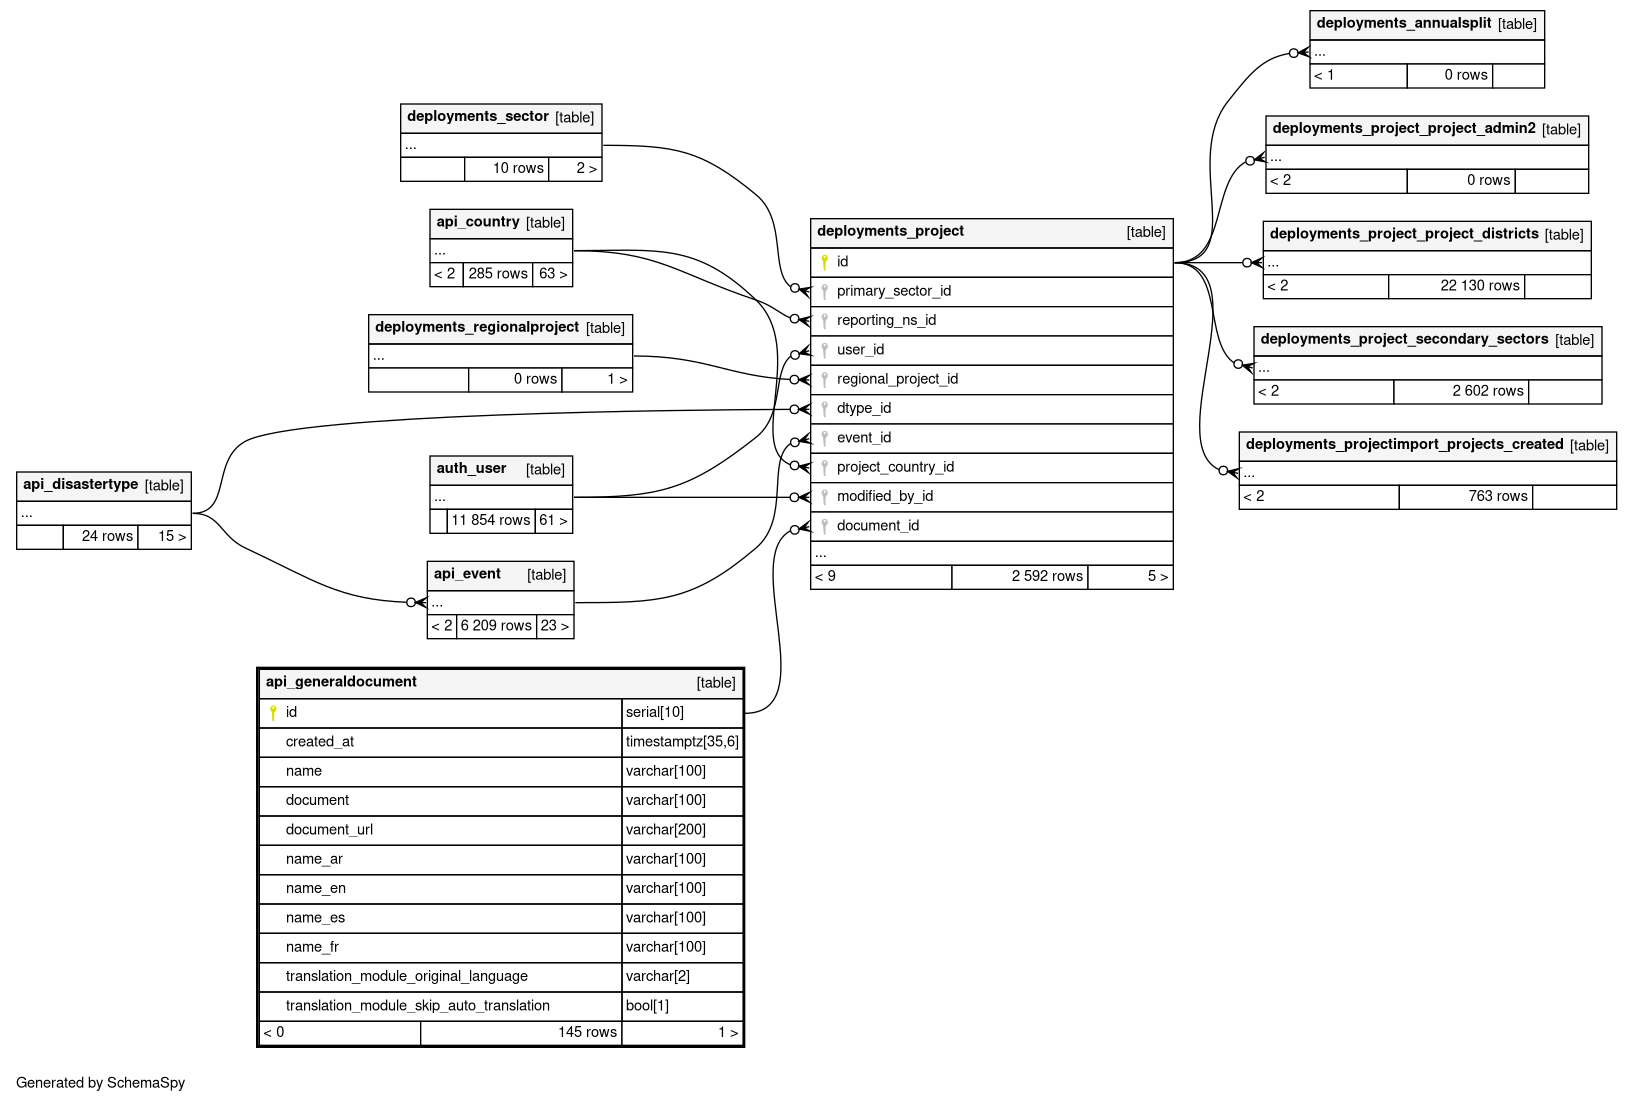 deployments_annualsplit [table]
...
< 1 0 rows
deployments_sector [table]
...
10 rows 2 >
deployments_project_project_admin2 [table]
...
< 2 0 rows
api_country [table]
...
< 2 285 rows 63 >
deployments_project [table]
id
primary_sector_id
reporting_ns_id
user_id
regional_project_id
dtype_id
event_id
project_country_id
modified_by_id
document_id
...
< 9 2 592 rows 5 >
deployments_project_project_districts [table]
...
< 2 22 130 rows
deployments_regionalproject [table]
...
0 rows 1 >
deployments_project_secondary_sectors [table]
...
< 2 2 602 rows
deployments_projectimport_projects_created [table]
...
< 2 763 rows
api_disastertype [table]
...
24 rows 15 >
auth_user [table]
...
11 854 rows 61 >
api_event [table]
...
< 2 6 209 rows 23 >
api_generaldocument [table]
id serial[10]
created_at timestamptz[35,6]
name varchar[100]
document varchar[100]
document_url varchar[200]
name_ar varchar[100]
name_en varchar[100]
name_es varchar[100]
name_fr varchar[100]
translation_module_original_language varchar[2]
translation_module_skip_auto_translation bool[1]
< 0 145 rows 1 >
Generated by SchemaSpy